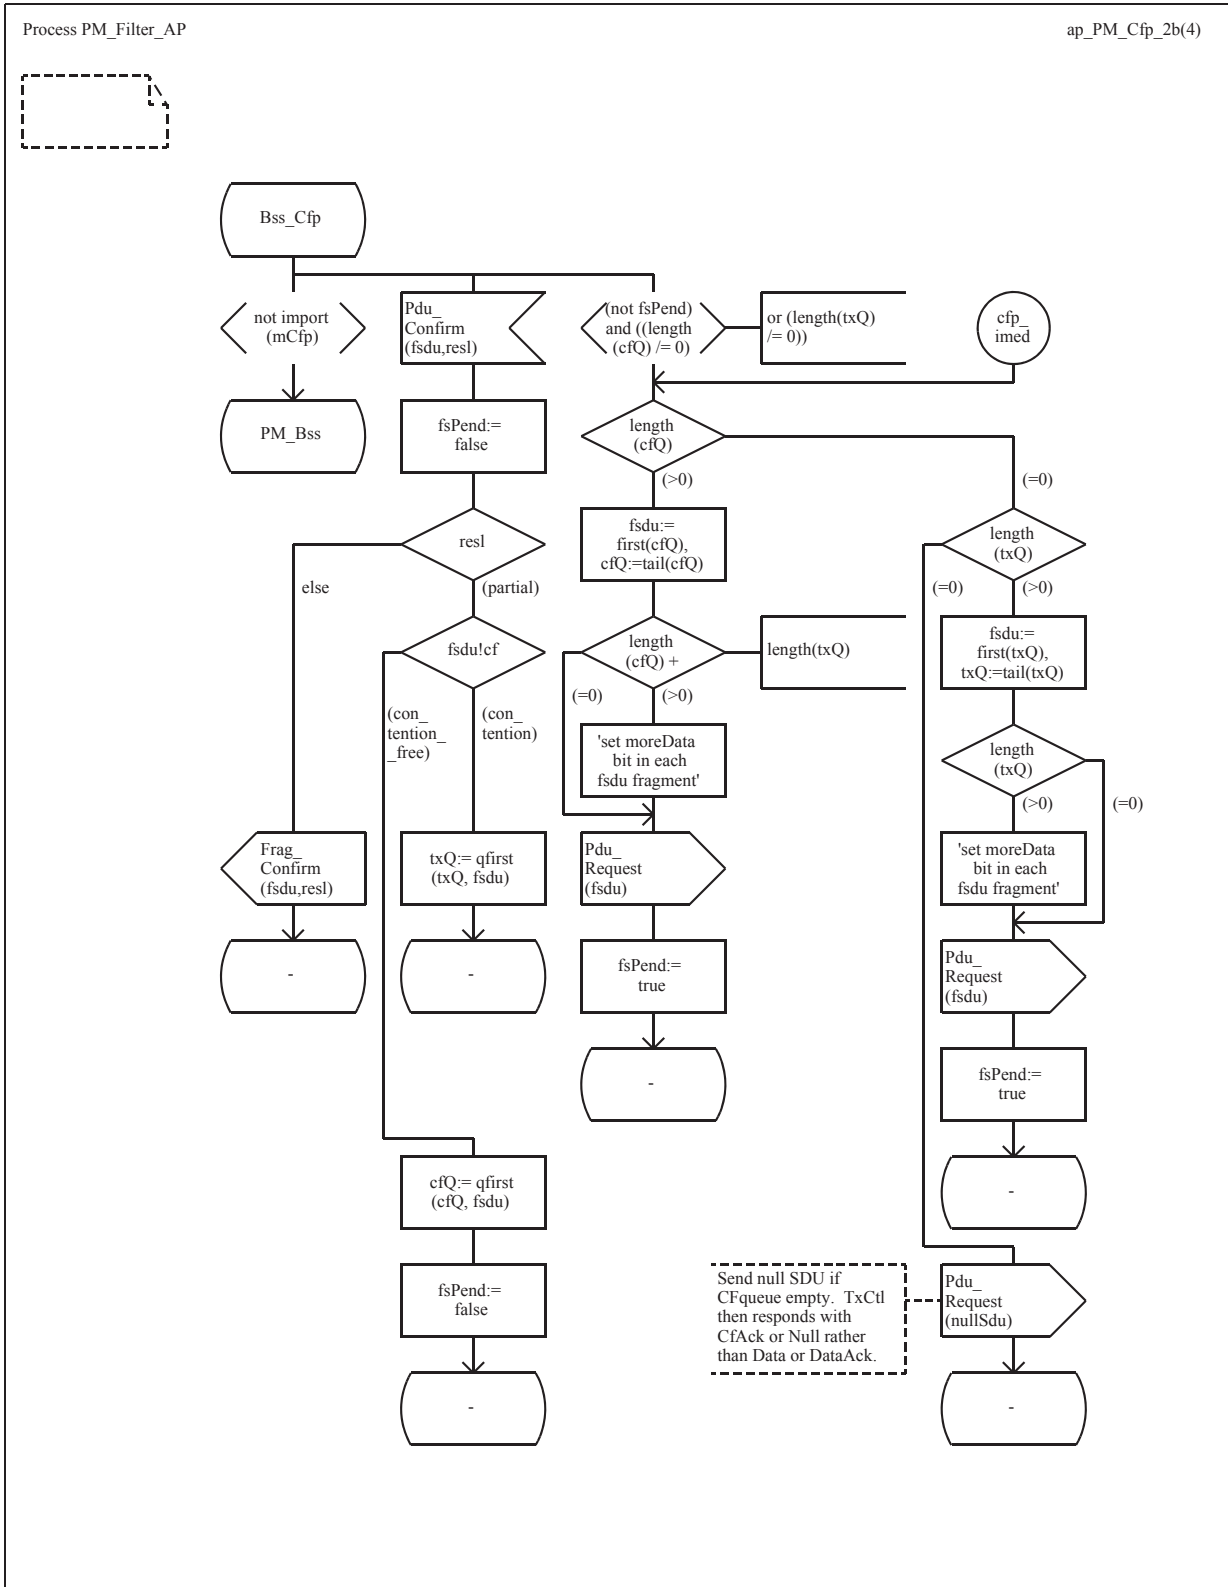 Process PM_Filter_AP
ap_PM_Cfp_2b(4)
Bss_Cfp
not import
(mCfp)
Pdu_
Confirm
(fsdu,resl)
(not fsPend)
and ((length
(cfQ) /= 0)
or (length(txQ)
/= 0))
cfp_
imed
PM_Bss
fsPend:=
false
length
(cfQ)
(>0)
(=0)
resl
else
(partial)
fsdu:=
first(cfQ),
cfQ:=tail(cfQ)
length
(txQ)
(=0)
(>0)
fsdu!cf
(con_
tention_
_free)
(con_
tention)
length
(cfQ) +
length(txQ)
(=0)
(>0)
fsdu:=
first(txQ),
txQ:=tail(txQ)
'set moreData
bit in each
fsdu fragment'
length
(txQ)
(>0)
(=0)
Frag_
Confirm
(fsdu,resl)
txQ:= qfirst
(txQ, fsdu)
Pdu_
Request
(fsdu)
'set moreData
bit in each
fsdu fragment'
-
-
fsPend:=
true
Pdu_
Request
(fsdu)
-
fsPend:=
true
cfQ:= qfirst
(cfQ, fsdu)
-
fsPend:=
false
Send null SDU if
CFqueue empty.  TxCtl
then responds with
CfAck or Null rather
than Data or DataAck.
Pdu_
Request
(nullSdu)
-
-